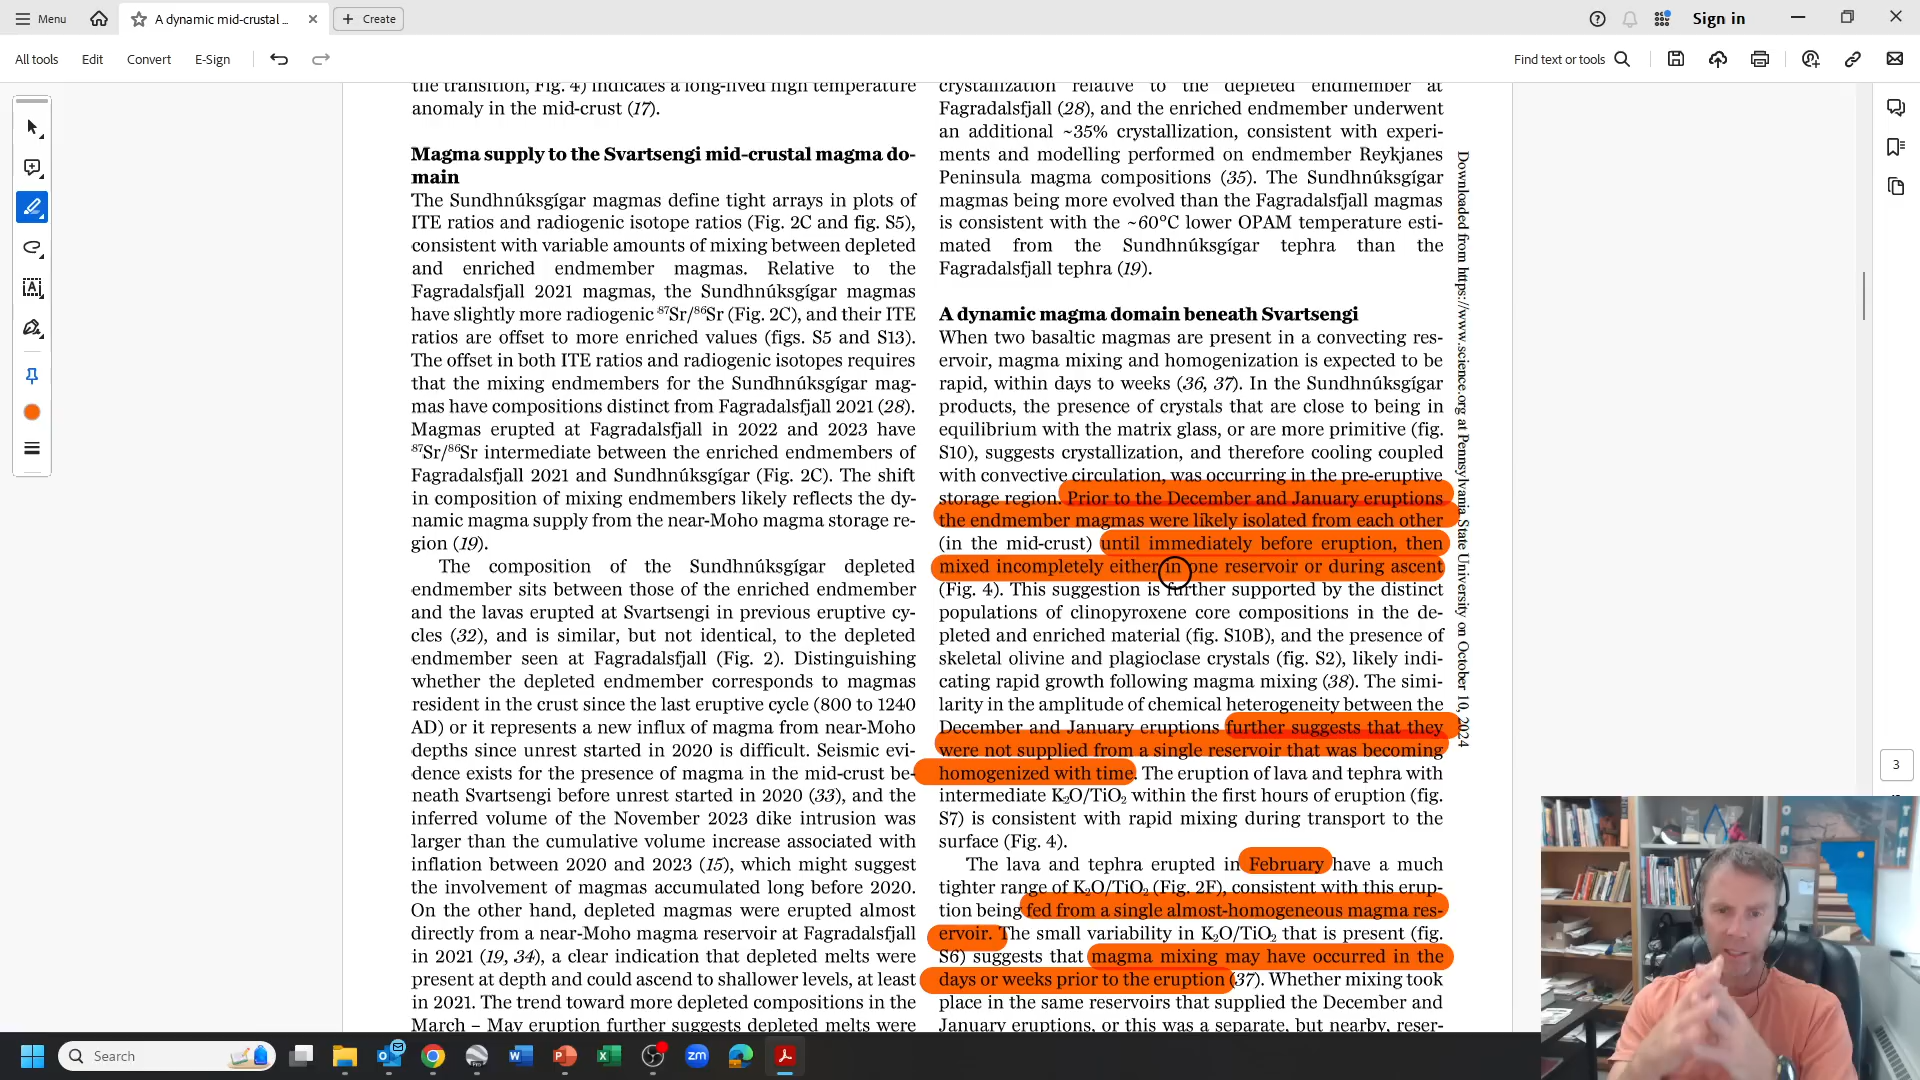 Menu
A dynamic mid-crustal ...
Create
Sign in
All tools
Edit
Convert
E-Sign
Find text or tools
the transition, Fig. 4) indicates a long-lived high temperature
anomaly in the mid-crust (17).
Magma supply to the Svartsengi mid-crustal magma do-
main
The Sundhnúksgígar magmas define tight arrays in plots of
ITE ratios and radiogenic isotope ratios (Fig. 2C and fig. S5),
consistent with variable amounts of mixing between depleted
and enriched endmember magmas. Relative to the
Fagradalsfjall 2021 magmas, the Sundhnúksgígar magmas
have slightly more radiogenic ⁸⁷Sr/⁸⁶Sr (Fig. 2C), and their ITE
ratios are offset to more enriched values (figs. S5 and S13).
The offset in both ITE ratios and radiogenic isotopes requires
that the mixing endmembers for the Sundhnúksgígar mag-
mas have compositions distinct from Fagradalsfjall 2021 (28).
Magmas erupted at Fagradalsfjall in 2022 and 2023 have
⁸⁷Sr/⁸⁶Sr intermediate between the enriched endmembers of
Fagradalsfjall 2021 and Sundhnúksgígar (Fig. 2C). The shift
in composition of mixing endmembers likely reflects the dy-
namic magma supply from the near-Moho magma storage re-
gion (19).
The composition of the Sundhnúksgígar depleted
endmember sits between those of the enriched endmember
and the lavas erupted at Svartsengi in previous eruptive cy-
cles (32), and is similar, but not identical, to the depleted
endmember seen at Fagradalsfjall (Fig. 2). Distinguishing
whether the depleted endmember corresponds to magmas
resident in the crust since the last eruptive cycle (800 to 1240
AD) or it represents a new influx of magma from near-Moho
depths since unrest started in 2020 is difficult. Seismic evi-
dence exists for the presence of magma in the mid-crust be-
neath Svartsengi before unrest started in 2020 (33), and the
inferred volume of the November 2023 dike intrusion was
larger than the cumulative volume increase associated with
inflation between 2020 and 2023 (15), which might suggest
the involvement of magmas accumulated long before 2020.
On the other hand, depleted magmas were erupted almost
directly from a near-Moho magma reservoir at Fagradalsfjall
in 2021 (19, 34), a clear indication that depleted melts were
present at depth and could ascend to shallower levels, at least
in 2021. The trend toward more depleted compositions in the
March – May eruption further suggests depleted melts were
crystallization relative to the depleted endmember at
Fagradalsfjall (28), and the enriched endmember underwent
an additional ~35% crystallization, consistent with experi-
ments and modelling performed on endmember Reykjanes
Peninsula magma compositions (35). The Sundhnúksgígar
magmas being more evolved than the Fagradalsfjall magmas
is consistent with the ~60°C lower OPAM temperature esti-
mated from the Sundhnúksgígar tephra than the
Fagradalsfjall tephra (19).
A dynamic magma domain beneath Svartsengi
When two basaltic magmas are present in a convecting res-
ervoir, magma mixing and homogenization is expected to be
rapid, within days to weeks (36, 37). In the Sundhnúksgígar
products, the presence of crystals that are close to being in
equilibrium with the matrix glass, or are more primitive (fig.
S10), suggests crystallization, and therefore cooling coupled
with convective circulation, was occurring in the pre-eruptive
storage region. Prior to the December and January eruptions
the endmember magmas were likely isolated from each other
(in the mid-crust) until immediately before eruption, then
mixed incompletely either in one reservoir or during ascent
(Fig. 4). This suggestion is further supported by the distinct
populations of clinopyroxene core compositions in the de-
pleted and enriched material (fig. S10B), and the presence of
skeletal olivine and plagioclase crystals (fig. S2), likely indi-
cating rapid growth following magma mixing (38). The simi-
larity in the amplitude of chemical heterogeneity between the
December and January eruptions further suggests that they
were not supplied from a single reservoir that was becoming
homogenized with time. The eruption of lava and tephra with
intermediate K₂O/TiO₂ within the first hours of eruption (fig.
S7) is consistent with rapid mixing during transport to the
surface (Fig. 4).
The lava and tephra erupted in February have a much
tighter range of K₂O/TiO₂ (Fig. 2F), consistent with this erup-
tion being fed from a single almost-homogeneous magma res-
ervoir. The small variability in K₂O/TiO₂ that is present (fig.
S6) suggests that magma mixing may have occurred in the
days or weeks prior to the eruption (37). Whether mixing took
place in the same reservoirs that supplied the December and
January eruptions, or this was a separate, but nearby, reser-
Downloaded from https://www.science.org at Pennsylvania State University on October 10, 2024
3
Search
zm